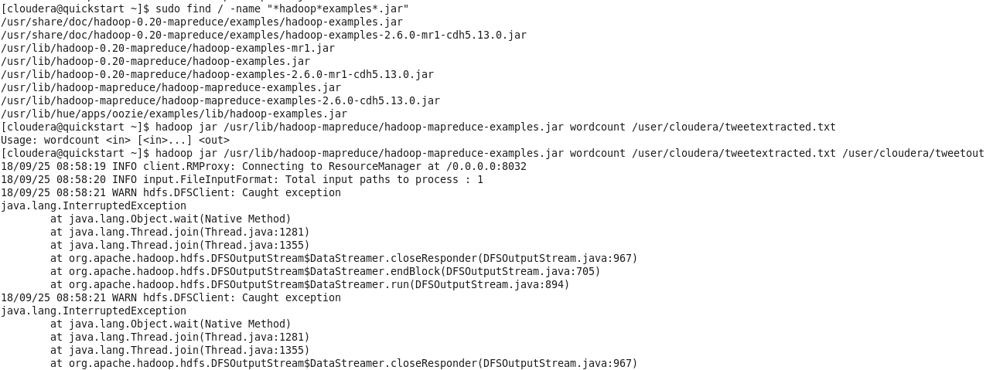 [cloudera@quickstart ~]$ sudo find / -name "*hadoop*examples*.jar"
/usr/share/doc/hadoop-0.20-mapreduce/examples/hadoop-examples.jar
/usr/share/doc/hadoop-0.20-mapreduce/examples/hadoop-examples-2.6.0-mr1-cdh5.13.0.jar
/usr/lib/hadoop-0.20-mapreduce/hadoop-examples-mr1.jar
/usr/lib/hadoop-0.20-mapreduce/hadoop-examples.jar
/usr/lib/hadoop-0.20-mapreduce/hadoop-examples-2.6.0-mr1-cdh5.13.0.jar
/usr/lib/hadoop-mapreduce/hadoop-mapreduce-examples.jar
/usr/lib/hadoop-mapreduce/hadoop-mapreduce-examples-2.6.0-cdh5.13.0.jar
/usr/lib/hue/apps/oozie/examples/lib/hadoop-examples.jar
[cloudera@quickstart ~]$ hadoop jar /usr/lib/hadoop-mapreduce/hadoop-mapreduce-examples.jar wordcount /user/cloudera/tweetextracted.txt
Usage: wordcount <in> [<in>...] <out>
[cloudera@quickstart ~]$ hadoop jar /usr/lib/hadoop-mapreduce/hadoop-mapreduce-examples.jar wordcount /user/cloudera/tweetextracted.txt /user/cloudera/tweetout
18/09/25 08:58:19 INFO client.RMProxy: Connecting to ResourceManager at /0.0.0.0:8032
18/09/25 08:58:20 INFO input.FileInputFormat: Total input paths to process : 1
18/09/25 08:58:21 WARN hdfs.DFSClient: Caught exception
java.lang.InterruptedException
        at java.lang.Object.wait(Native Method)
        at java.lang.Thread.join(Thread.java:1281)
        at java.lang.Thread.join(Thread.java:1355)
        at org.apache.hadoop.hdfs.DFSOutputStream$DataStreamer.closeResponder(DFSOutputStream.java:967)
        at org.apache.hadoop.hdfs.DFSOutputStream$DataStreamer.endBlock(DFSOutputStream.java:705)
        at org.apache.hadoop.hdfs.DFSOutputStream$DataStreamer.run(DFSOutputStream.java:894)
18/09/25 08:58:21 WARN hdfs.DFSClient: Caught exception
java.lang.InterruptedException
        at java.lang.Object.wait(Native Method)
        at java.lang.Thread.join(Thread.java:1281)
        at java.lang.Thread.join(Thread.java:1355)
        at org.apache.hadoop.hdfs.DFSOutputStream$DataStreamer.closeResponder(DFSOutputStream.java:967)